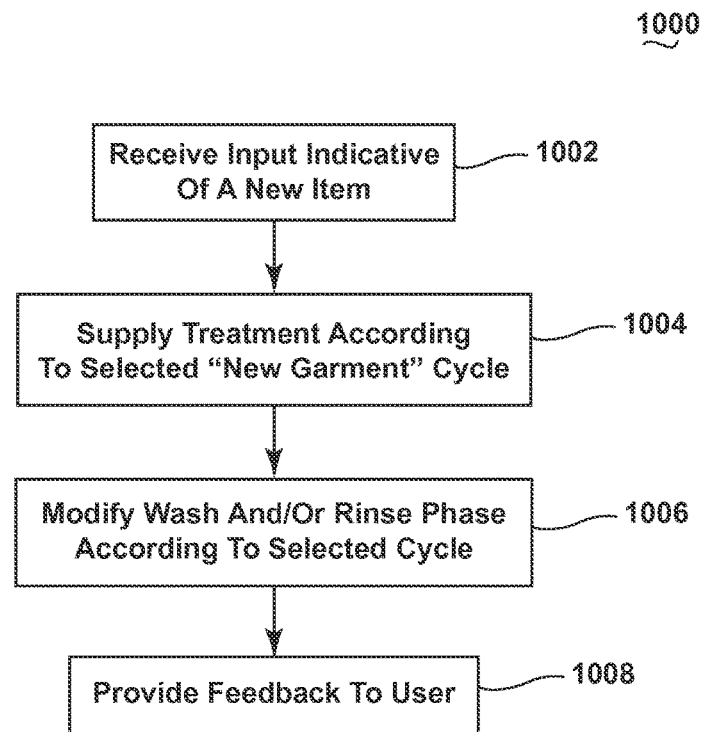 1000
Receive Input Indicative
Of A New Item
1002
Supply Treatment According
To Selected “New Garment” Cycle
1004
Modify Wash And/Or Rinse Phase
According To Selected Cycle
1006
Provide Feedback To User
1008